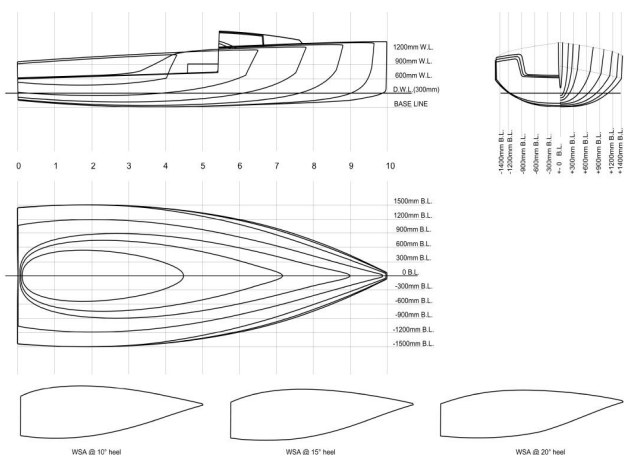 1200mm W.L.
900mm W.L.
600mm W.L.
D.W.L.(300mm)
BASE LINE
-1400mm B.L.
-1200mm B.L.
-900mm B.L.
-600mm B.L.
-300mm B.L.
+- 0 B.L.
+300mm B.L.
+600mm B.L.
+900mm B.L.
+1200mm B.L.
+1400mm B.L.
0 1 2 3 4 5 6 7 8 9 10
1500mm B.L.
1200mm B.L.
900mm B.L.
600mm B.L.
300mm B.L.
0 B.L.
-300mm B.L.
-600mm B.L.
-900mm B.L.
-1200mm B.L.
-1500mm B.L.
WSA @ 10° heel
WSA @ 15° heel
WSA @ 20° heel